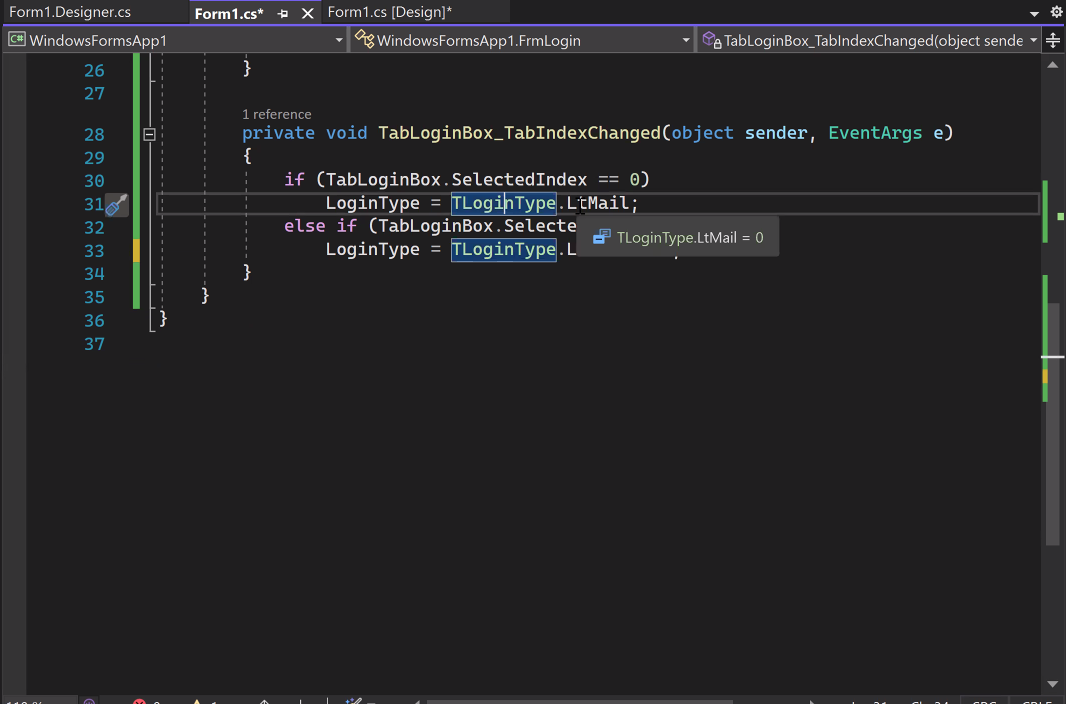 Form1.Designer.cs Form1.cs* Form1.cs [Design]*
C# WindowsFormsApp1 WindowsFormsApp1.FrmLogin TabLoginBox_TabIndexChanged(object sende
26 }
27
1 reference
28 private void TabLoginBox_TabIndexChanged(object sender, EventArgs e)
29 {
30 if (TabLoginBox.SelectedIndex == 0)
31 LoginType = TLoginType.LtMail;
32 else if (TabLoginBox.Selecte
TLoginType.LtMail = 0
33 LoginType = TLoginType.L
34 }
35 }
36 }
37